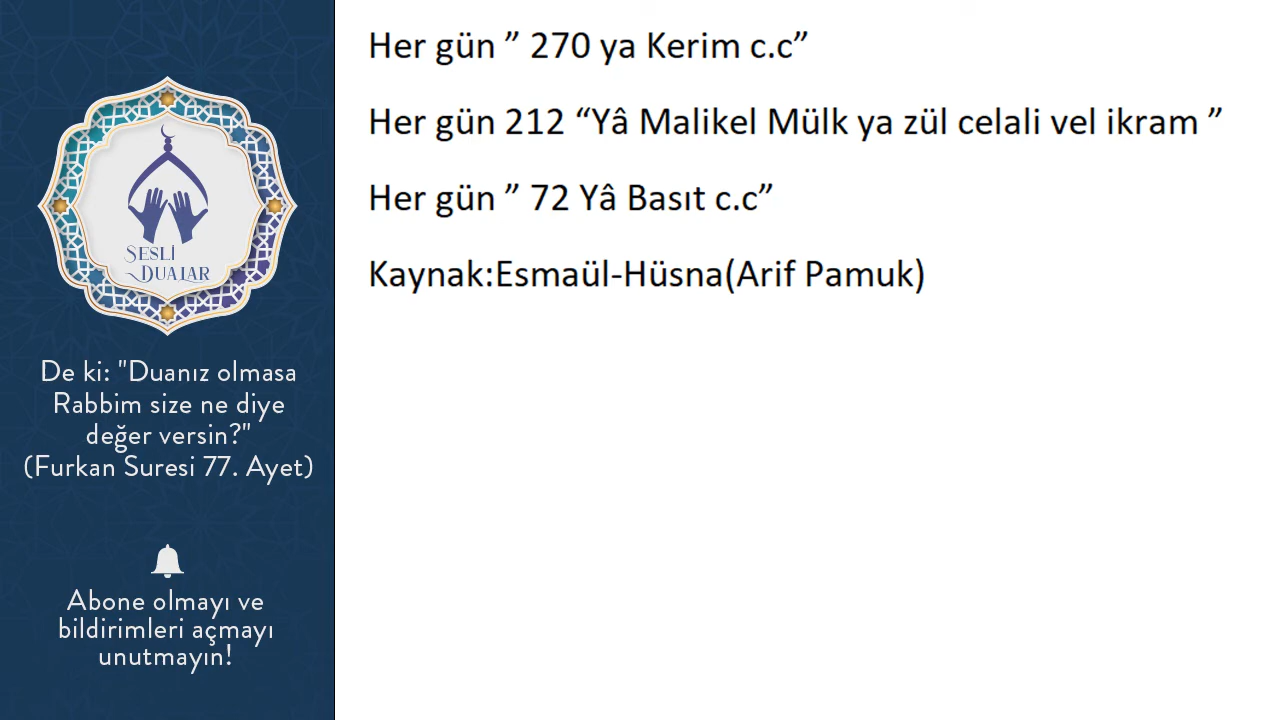 SESLİ
DUALAR
De ki: "Duanız olmasa
Rabbim size ne diye
değer versin?"
(Furkan Suresi 77. Ayet)
Abone olmayı ve
bildirimleri açmayı
unutmayın!
Her gün ” 270 ya Kerim c.c”
Her gün 212 “Yâ Malikel Mülk ya zül celali vel ikram ”
Her gün ” 72 Yâ Basıt c.c”
Kaynak:Esmaül-Hüsna(Arif Pamuk)